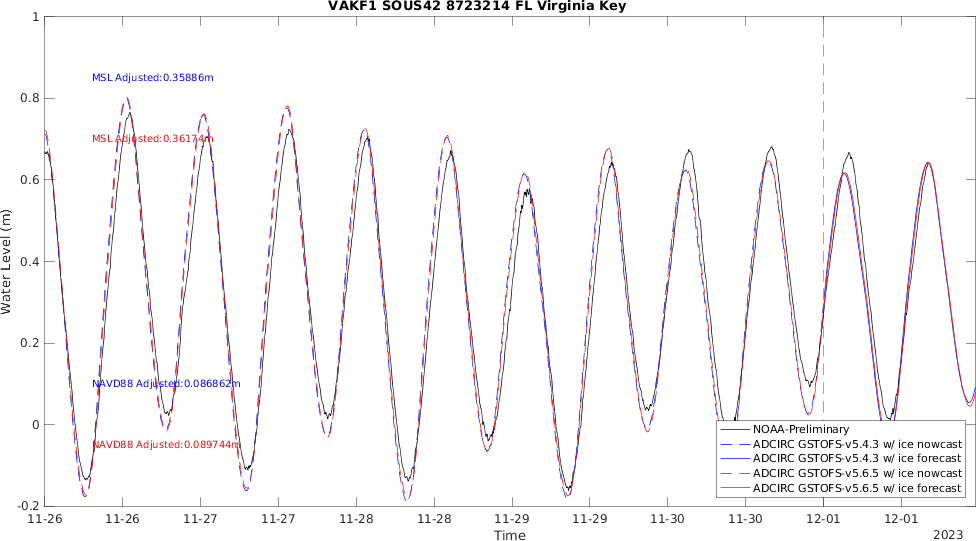 VAKF1 SOUS42 8723214 FL Virginia Key
Water Level (m)
1
0.8
0.6
0.4
0.2
0
-0.2
MSL Adjusted:0.35886m
MSL Adjusted:0.36174m
NAVD88 Adjusted:0.086862m
NAVD88 Adjusted:0.089744m
NOAA-Preliminary
ADCIRC GSTOFS-v5.4.3 w/ ice nowcast
ADCIRC GSTOFS-v5.4.3 w/ ice forecast
ADCIRC GSTOFS-v5.6.5 w/ ice nowcast
ADCIRC GSTOFS-v5.6.5 w/ ice forecast
11-26 11-26 11-27 11-27 11-28 11-28 11-29 11-29 11-30 11-30 12-01 12-01
Time
2023